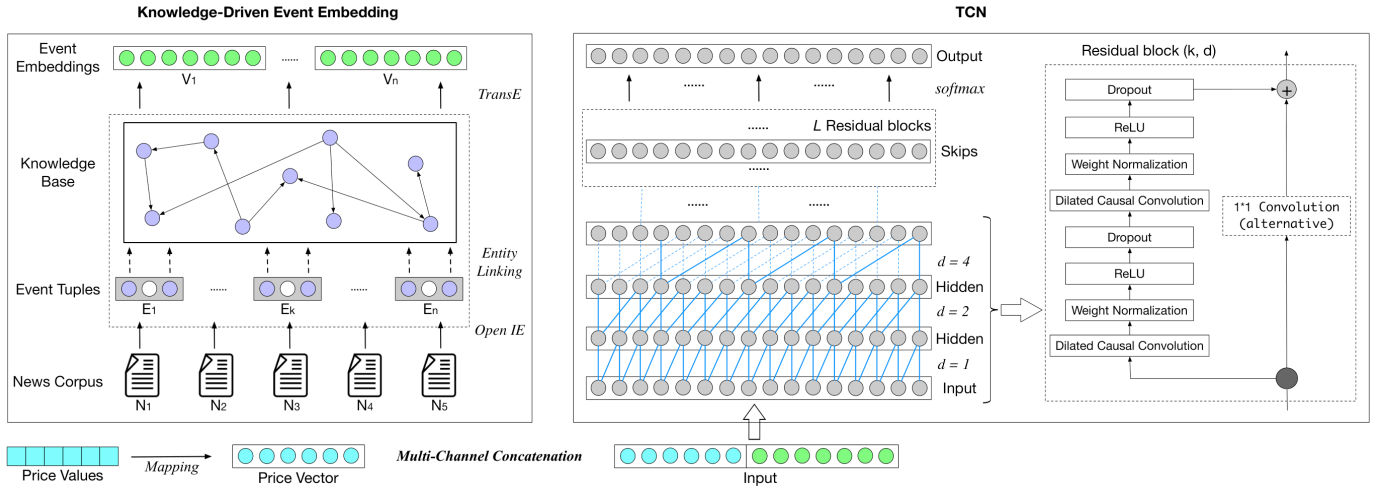 Knowledge-Driven Event Embedding
Event
Embeddings
V1
......
Vn
TransE
Knowledge
Base
Entity
Linking
Event Tuples
E1
......
Ek
......
En
Open IE
News Corpus
N1
N2
N3
N4
N5
Price Values
Mapping
Price Vector
Multi-Channel Concatenation
Input
TCN
Output
......
......
softmax
......
L Residual blocks
Skips
......
......
......
d = 4
Hidden
d = 2
Hidden
d = 1
Input
Residual block (k, d)
Dropout
+
ReLU
Weight Normalization
Dilated Causal Convolution
1*1 Convolution
(alternative)
Dropout
ReLU
Weight Normalization
Dilated Causal Convolution